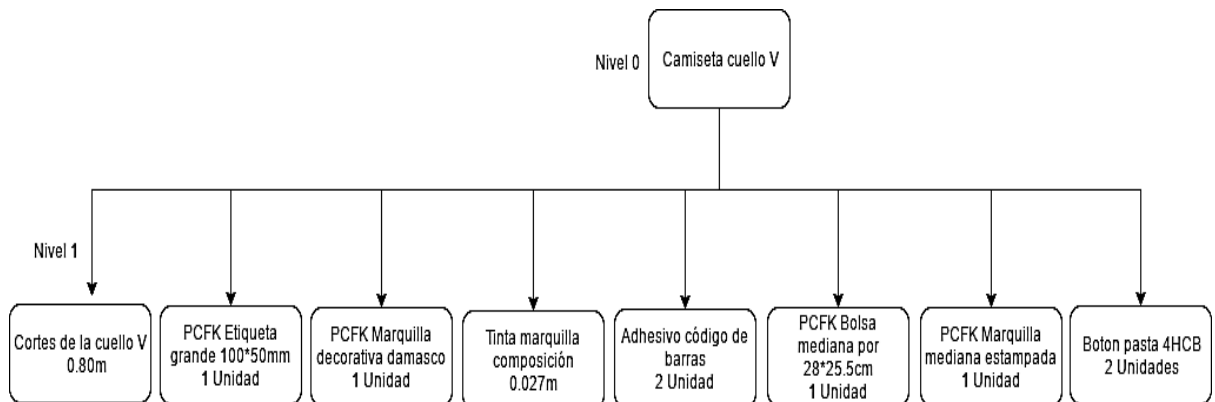 Nivel 0
Camiseta cuello V
Nivel 1
Cortes de la cuello V
0.80m
PCFK Etiqueta
grande 100*50mm
1 Unidad
PCFK Marquilla
decorativa damasco
1 Unidad
Tinta marquilla
composición
0.027m
Adhesivo código de
barras
2 Unidad
PCFK Bolsa
mediana por
28*25.5cm
1 Unidad
PCFK Marquilla
mediana estampada
1 Unidad
Boton pasta 4HCB
2 Unidades